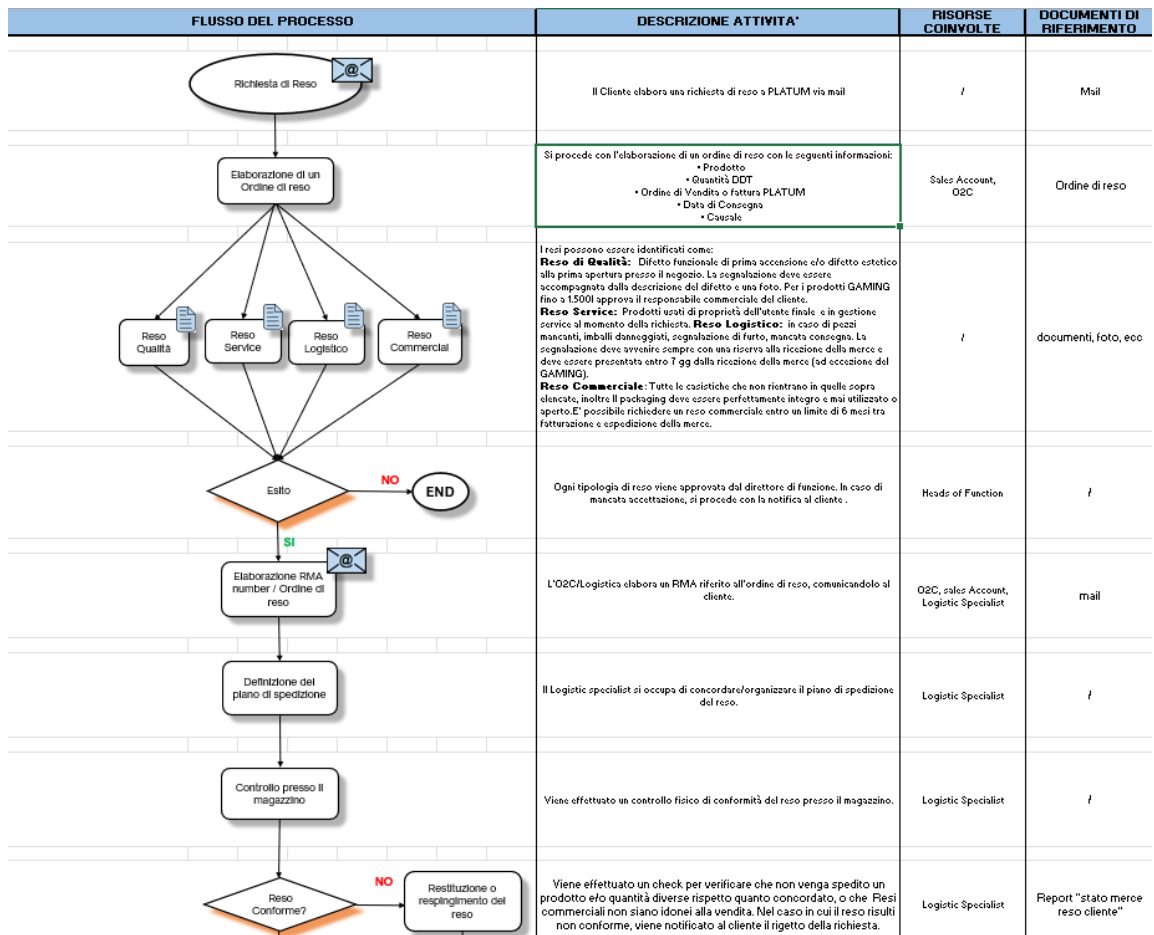 FLUSSO DEL PROCESSO
DESCRIZIONE ATTIVITA'
RISORSE
COINVOLTE
DOCUMENTI DI
RIFERIMENTO
Richiesta di Reso
@
Il Cliente elabora una richiesta di reso a PLATUM via mail
/
Mail
Elaborazione di un
Ordine di reso
Si procede con l'elaborazione di un ordine di reso con le seguenti informazioni:
• Prodotto
• Quantità DDT
• Ordine di Vendita o fattura PLATUM
• Data di Consegna
• Causale
Sales Account,
O2C
Ordine di reso
Reso
Qualità
Reso
Service
Reso
Logistico
Reso
Commercial
I resi possono essere identificati come:
Reso di Qualità: Difetto funzionale di prima accensione e/o difetto estetico
alla prima apertura presso il negozio. La segnalazione deve essere
accompagnata dalla descrizione del difetto e una foto. Per i prodotti GAMING
fino a 1.500l approva il responsabile commerciale del cliente.
Reso Service: Prodotti usati di proprietà dell'utente finale e in gestione
service al momento della richiesta. Reso Logistico: in caso di pezzi
mancanti, imballi danneggiati, segnalazione di furto, mancata consegna. La
segnalazione deve avvenire sempre con una riserva alla ricezione della merce e
deve essere presentata entro 7 gg dalla ricezione della merce (ad eccezione del
GAMING).
Reso Commerciale: Tutte le casistiche che non rientrano in quelle sopra
elencate, inoltre Il packaging deve essere perfettamente integro e mai utilizzato o
aperto.E' possibile richiedere un reso commerciale entro un limite di 6 mesi tra
fatturazione e espedizione della merce.
/
documenti, foto, ecc
Esito
NO
END
SI
Ogni tipologia di reso viene approvata dal direttore di funzione. In caso di
mancata accettazione, si procede con la notifica al cliente .
Heads of Function
/
Elaborazione RMA
number / Ordine di
reso
@
L'O2C/Logistica elabora un RMA riferito all'ordine di reso, comunicandolo al
cliente.
O2C, sales Account,
Logistic Specialist
mail
Definizione del
piano di spedizione
Il Logistic specialist si occupa di concordare/organizzare il piano di spedizione
del reso.
Logistic Specialist
/
Controllo presso il
magazzino
Viene effettuato un controllo fisico di conformità del reso presso il magazzino.
Logistic Specialist
/
Reso
Conforme?
NO
Restituzione o
respingimento del
reso
Viene effettuato un check per verificare che non venga spedito un
prodotto e/o quantità diverse rispetto quanto concordato, o che Resi
commerciali non siano idonei alla vendita. Nel caso in cui il reso risulti
non conforme, viene notificato al cliente il rigetto della richiesta.
Logistic Specialist
Report "stato merce
reso cliente"